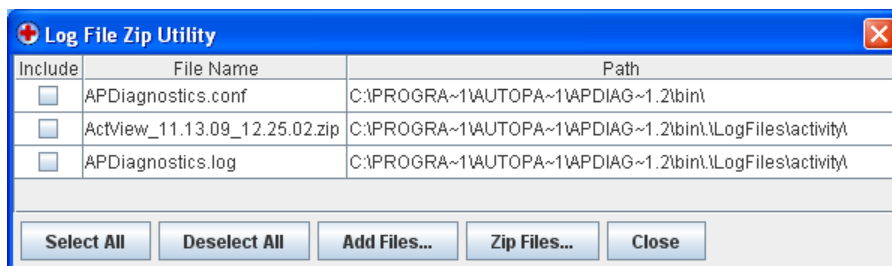 Log File Zip Utility
Include File Name Path
APDiagnostics.conf C:\PROGRA~1\AUTOPA~1\APDIAG~1.2\bin\
ActView_11.13.09_12.25.02.zip C:\PROGRA~1\AUTOPA~1\APDIAG~1.2\bin\.\LogFiles\activity\
APDiagnostics.log C:\PROGRA~1\AUTOPA~1\APDIAG~1.2\bin\.\LogFiles\activity\
Select All Deselect All Add Files... Zip Files... Close